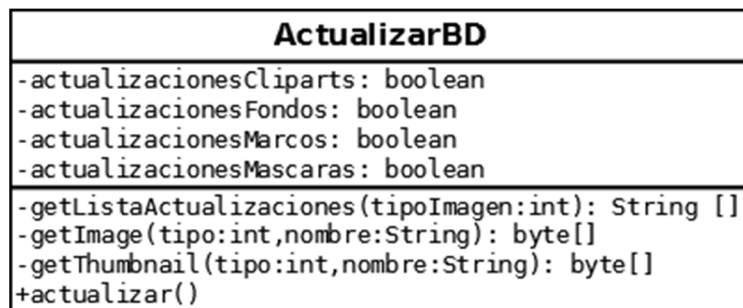 ActualizarBD
-actualizacionesCliparts: boolean
-actualizacionesFondos: boolean
-actualizacionesMarcos: boolean
-actualizacionesMascaras: boolean
-getListaActualizaciones(tipoImagen:int): String []
-getImage(tipo:int,nombre:String): byte[]
-getThumbnail(tipo:int,nombre:String): byte[]
+actualizar()